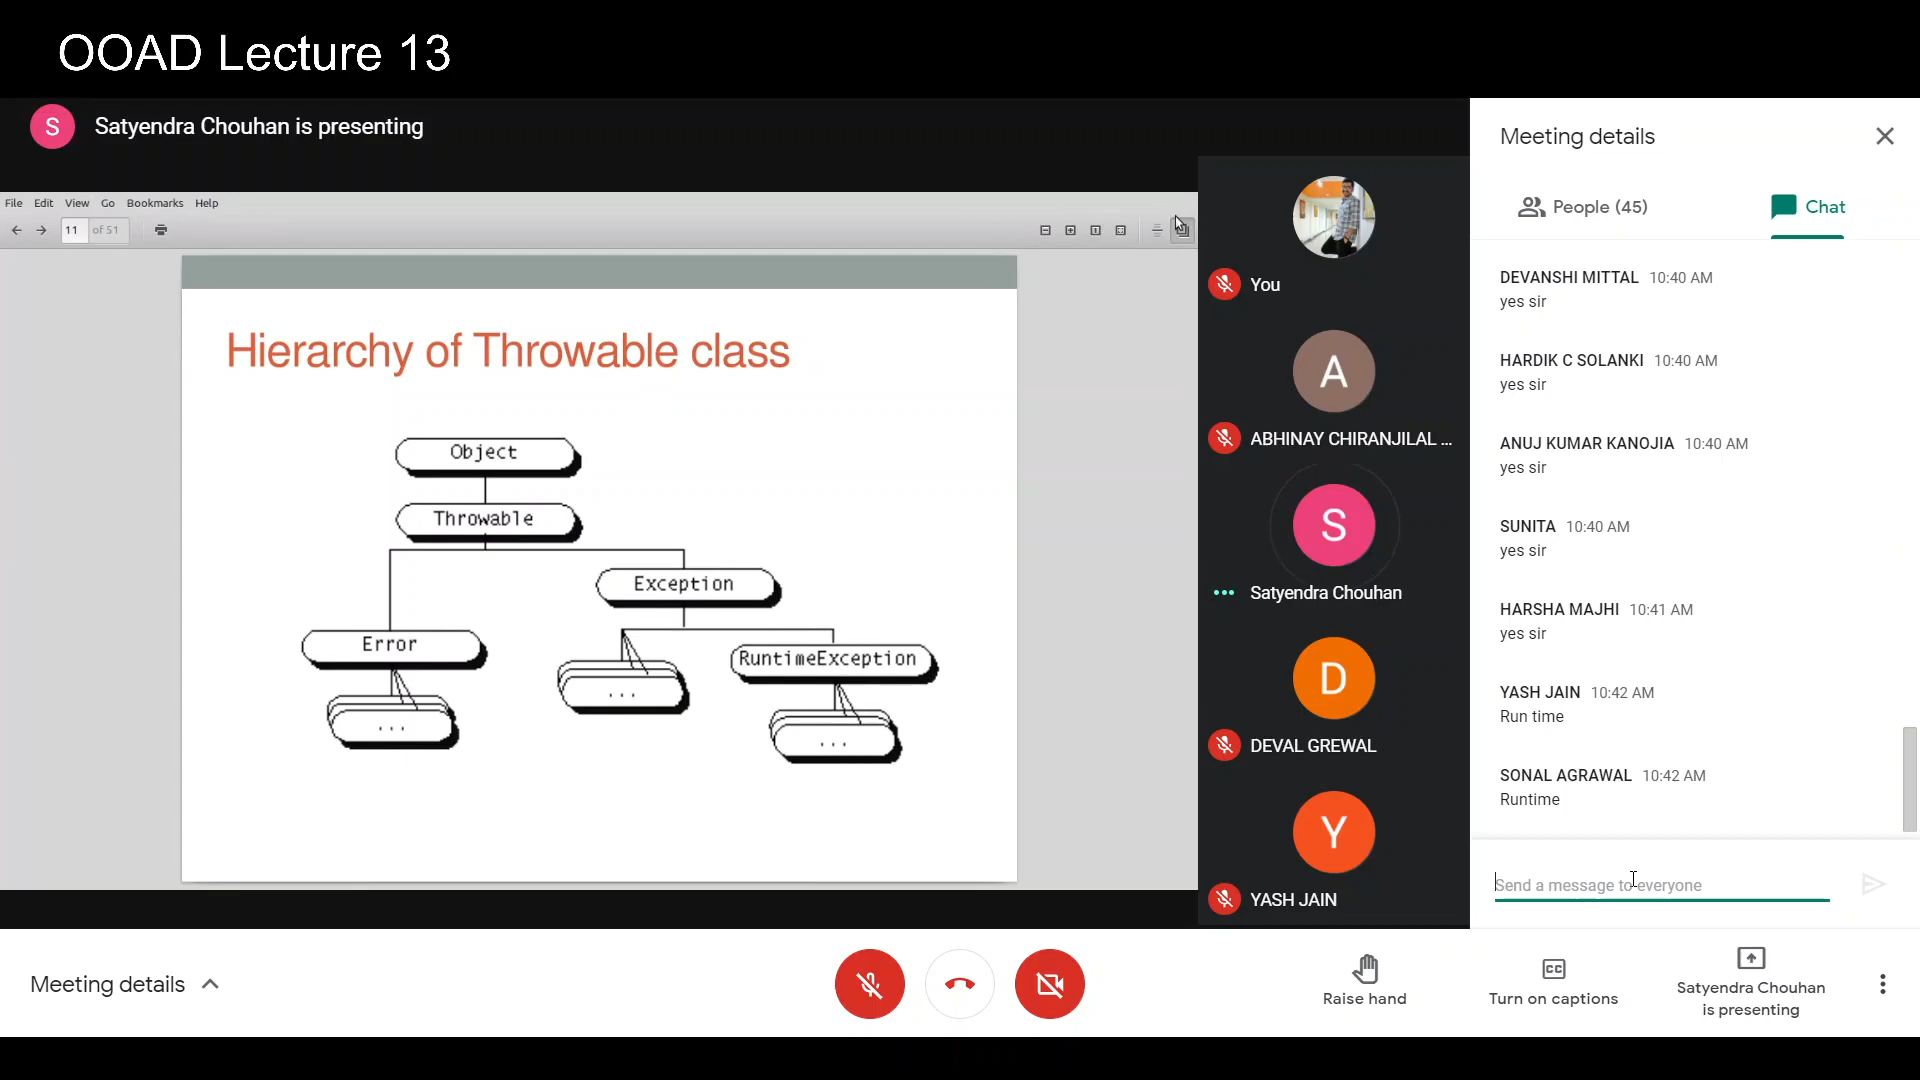 OOAD Lecture 13
S
Satyendra Chouhan is presenting
File Edit View Go Bookmarks Help
11 of 51
Hierarchy of Throwable class
Object
Throwable
Exception
Error
RuntimeException
...
...
...
You
A
ABHINAY CHIRANJILAL ...
S
Satyendra Chouhan
D
DEVAL GREWAL
Y
YASH JAIN
Meeting details
People (45)
Chat
DEVANSHI MITTAL 10:40 AM
yes sir
HARDIK C SOLANKI 10:40 AM
yes sir
ANUJ KUMAR KANOJIA 10:40 AM
yes sir
SUNITA 10:40 AM
yes sir
HARSHA MAJHI 10:41 AM
yes sir
YASH JAIN 10:42 AM
Run time
SONAL AGRAWAL 10:42 AM
Runtime
Send a message to everyone
Meeting details
Raise hand
CC
Turn on captions
Satyendra Chouhan
is presenting